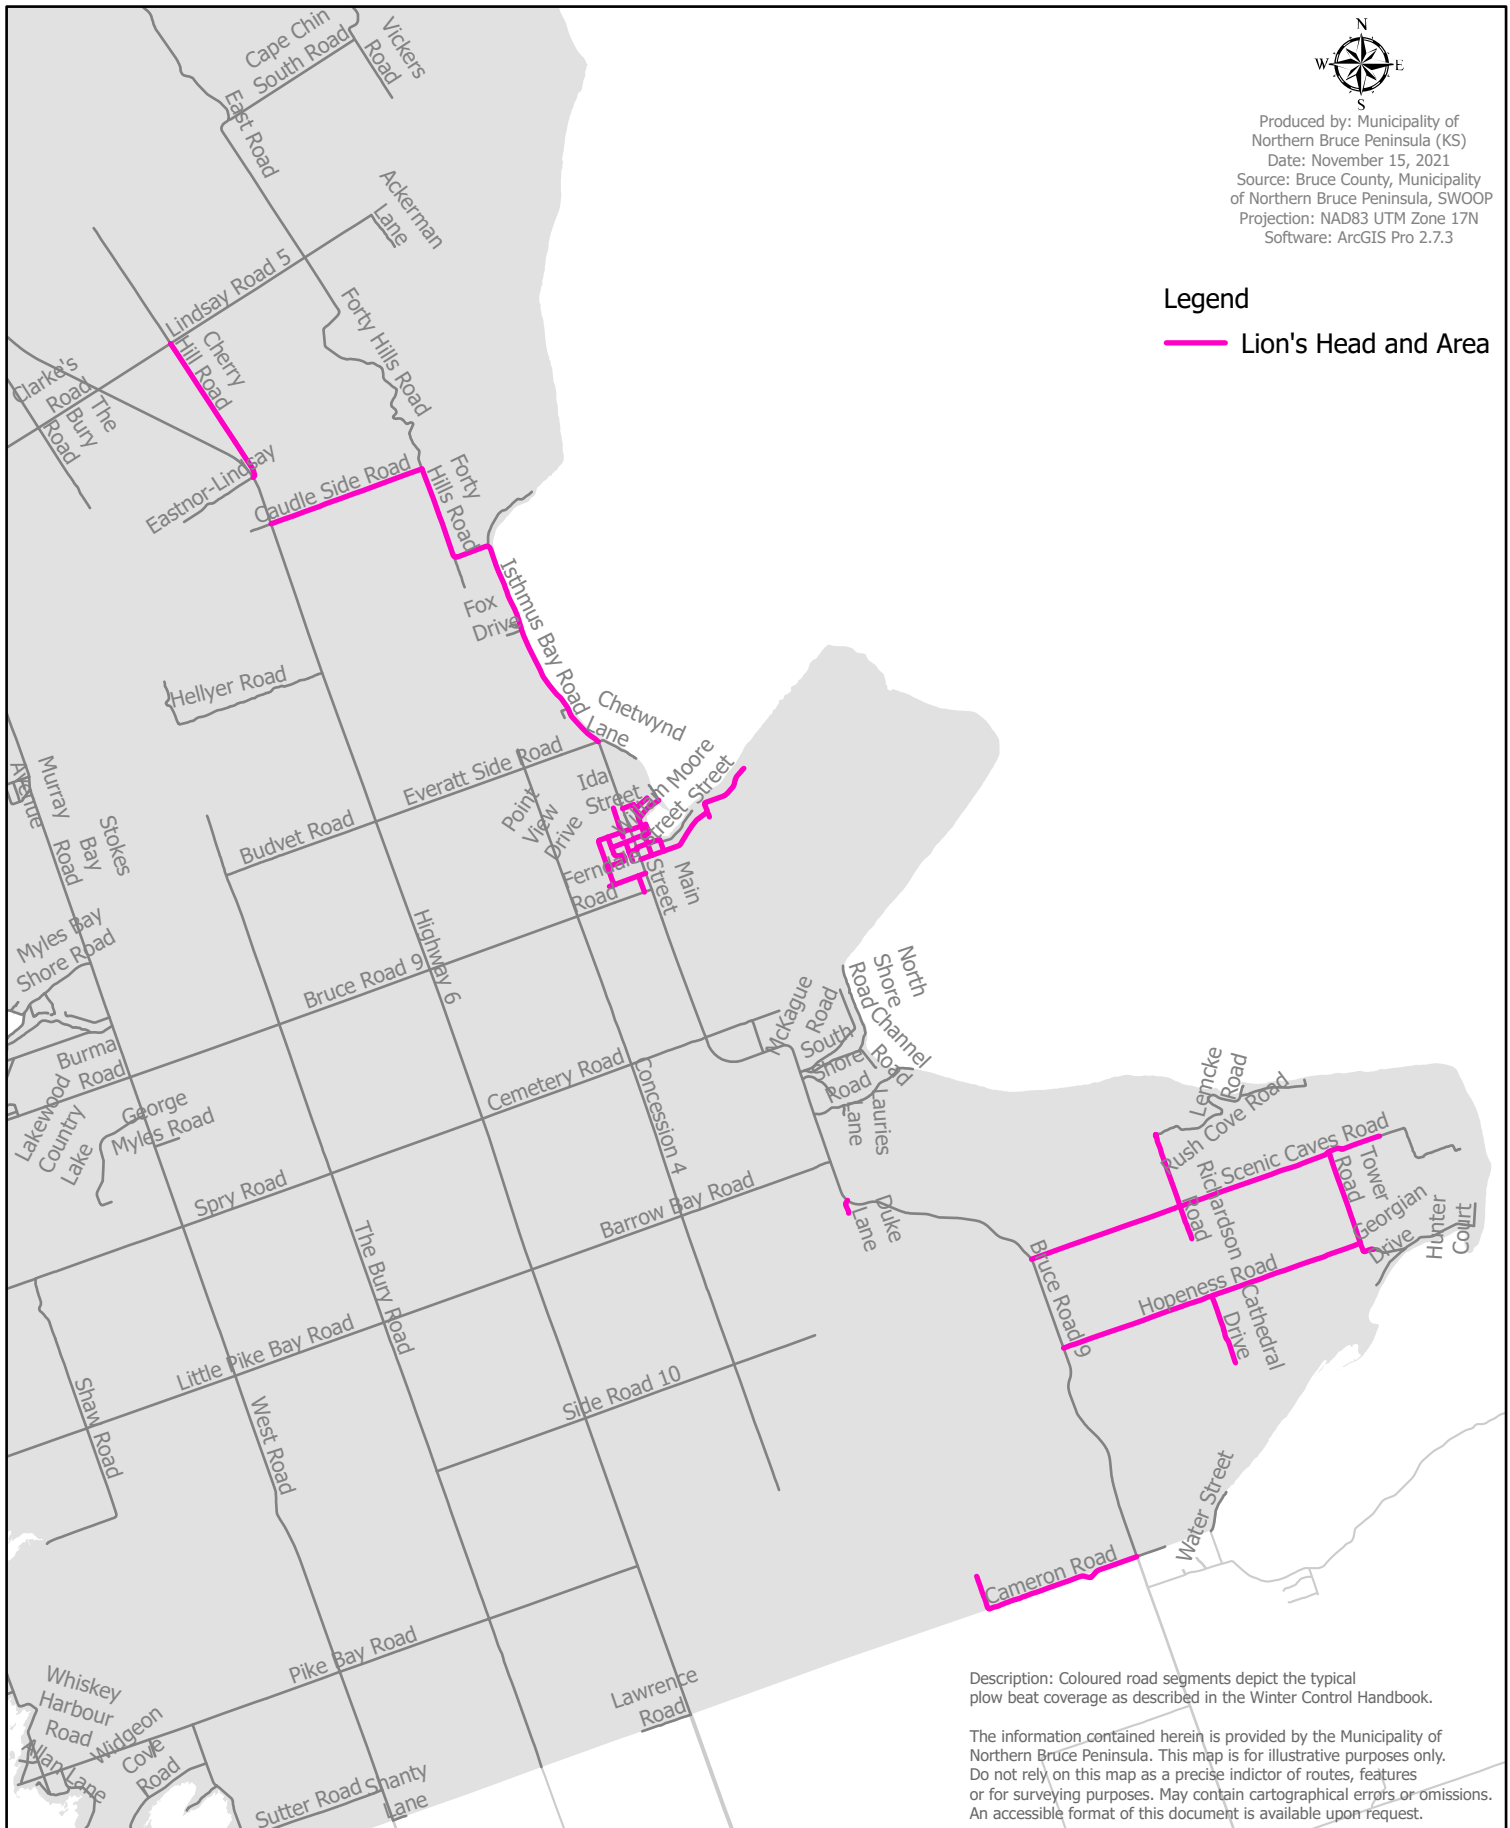 N
W
E
S
Produced by: Municipality of
Northern Bruce Peninsula (KS)
Date: November 15, 2021
Source: Bruce County, Municipality
of Northern Bruce Peninsula, SWOOP
Projection: NAD83 UTM Zone 17N
Software: ArcGIS Pro 2.7.3
Legend
Lion's Head and Area
Cape Chin
South Road
Vickers
Road
East Road
Ackerman
Lane
Lindsay Road 5
Forty Hills Road
Cherry
Hill Road
Clarke's
Road
The
Bury
Road
Eastnor-Lindsay
Caudle Side Road
Forty
Hills Road
Isthmus Bay Road
Fox
Drive
Hellyer Road
Chetwynd
Lane
Everatt Side Road
Ida
Street
William Moore
Street
Street
Point
View
Drive
Murray
Avenue
Stokes
Bay
Road
Budvet Road
Ferndale
Road
Main
Street
Highway 6
Myles Bay
Shore Road
Bruce Road 9
North
Shore
Road
McKague
Road
South
Shore
Road
Channel
Road
Burma
Road
Cemetery Road
Concession 4
Lauries
Lane
Lemcke
Road
Rush Cove Road
Lakewood
Country
Lake
George
Myles Road
Scenic Caves Road
Tower
Road
Richardson
Road
Georgian
Drive
Hunter
Court
Spry Road
Barrow Bay Road
Duke
Lane
The Bury Road
Bruce Road 9
Hopeness Road
Cathedral
Drive
Little Pike Bay Road
Side Road 10
Shaw Road
West Road
Water Street
Cameron Road
Pike Bay Road
Whiskey
Harbour
Road
Widgeon
Cove
Road
Allan Lane
Lawrence
Road
Sutter Road
Shanty
Lane
Description: Coloured road segments depict the typical
plow beat coverage as described in the Winter Control Handbook.
The information contained herein is provided by the Municipality of
Northern Bruce Peninsula. This map is for illustrative purposes only.
Do not rely on this map as a precise indictor of routes, features
or for surveying purposes. May contain cartographical errors or omissions.
An accessible format of this document is available upon request.